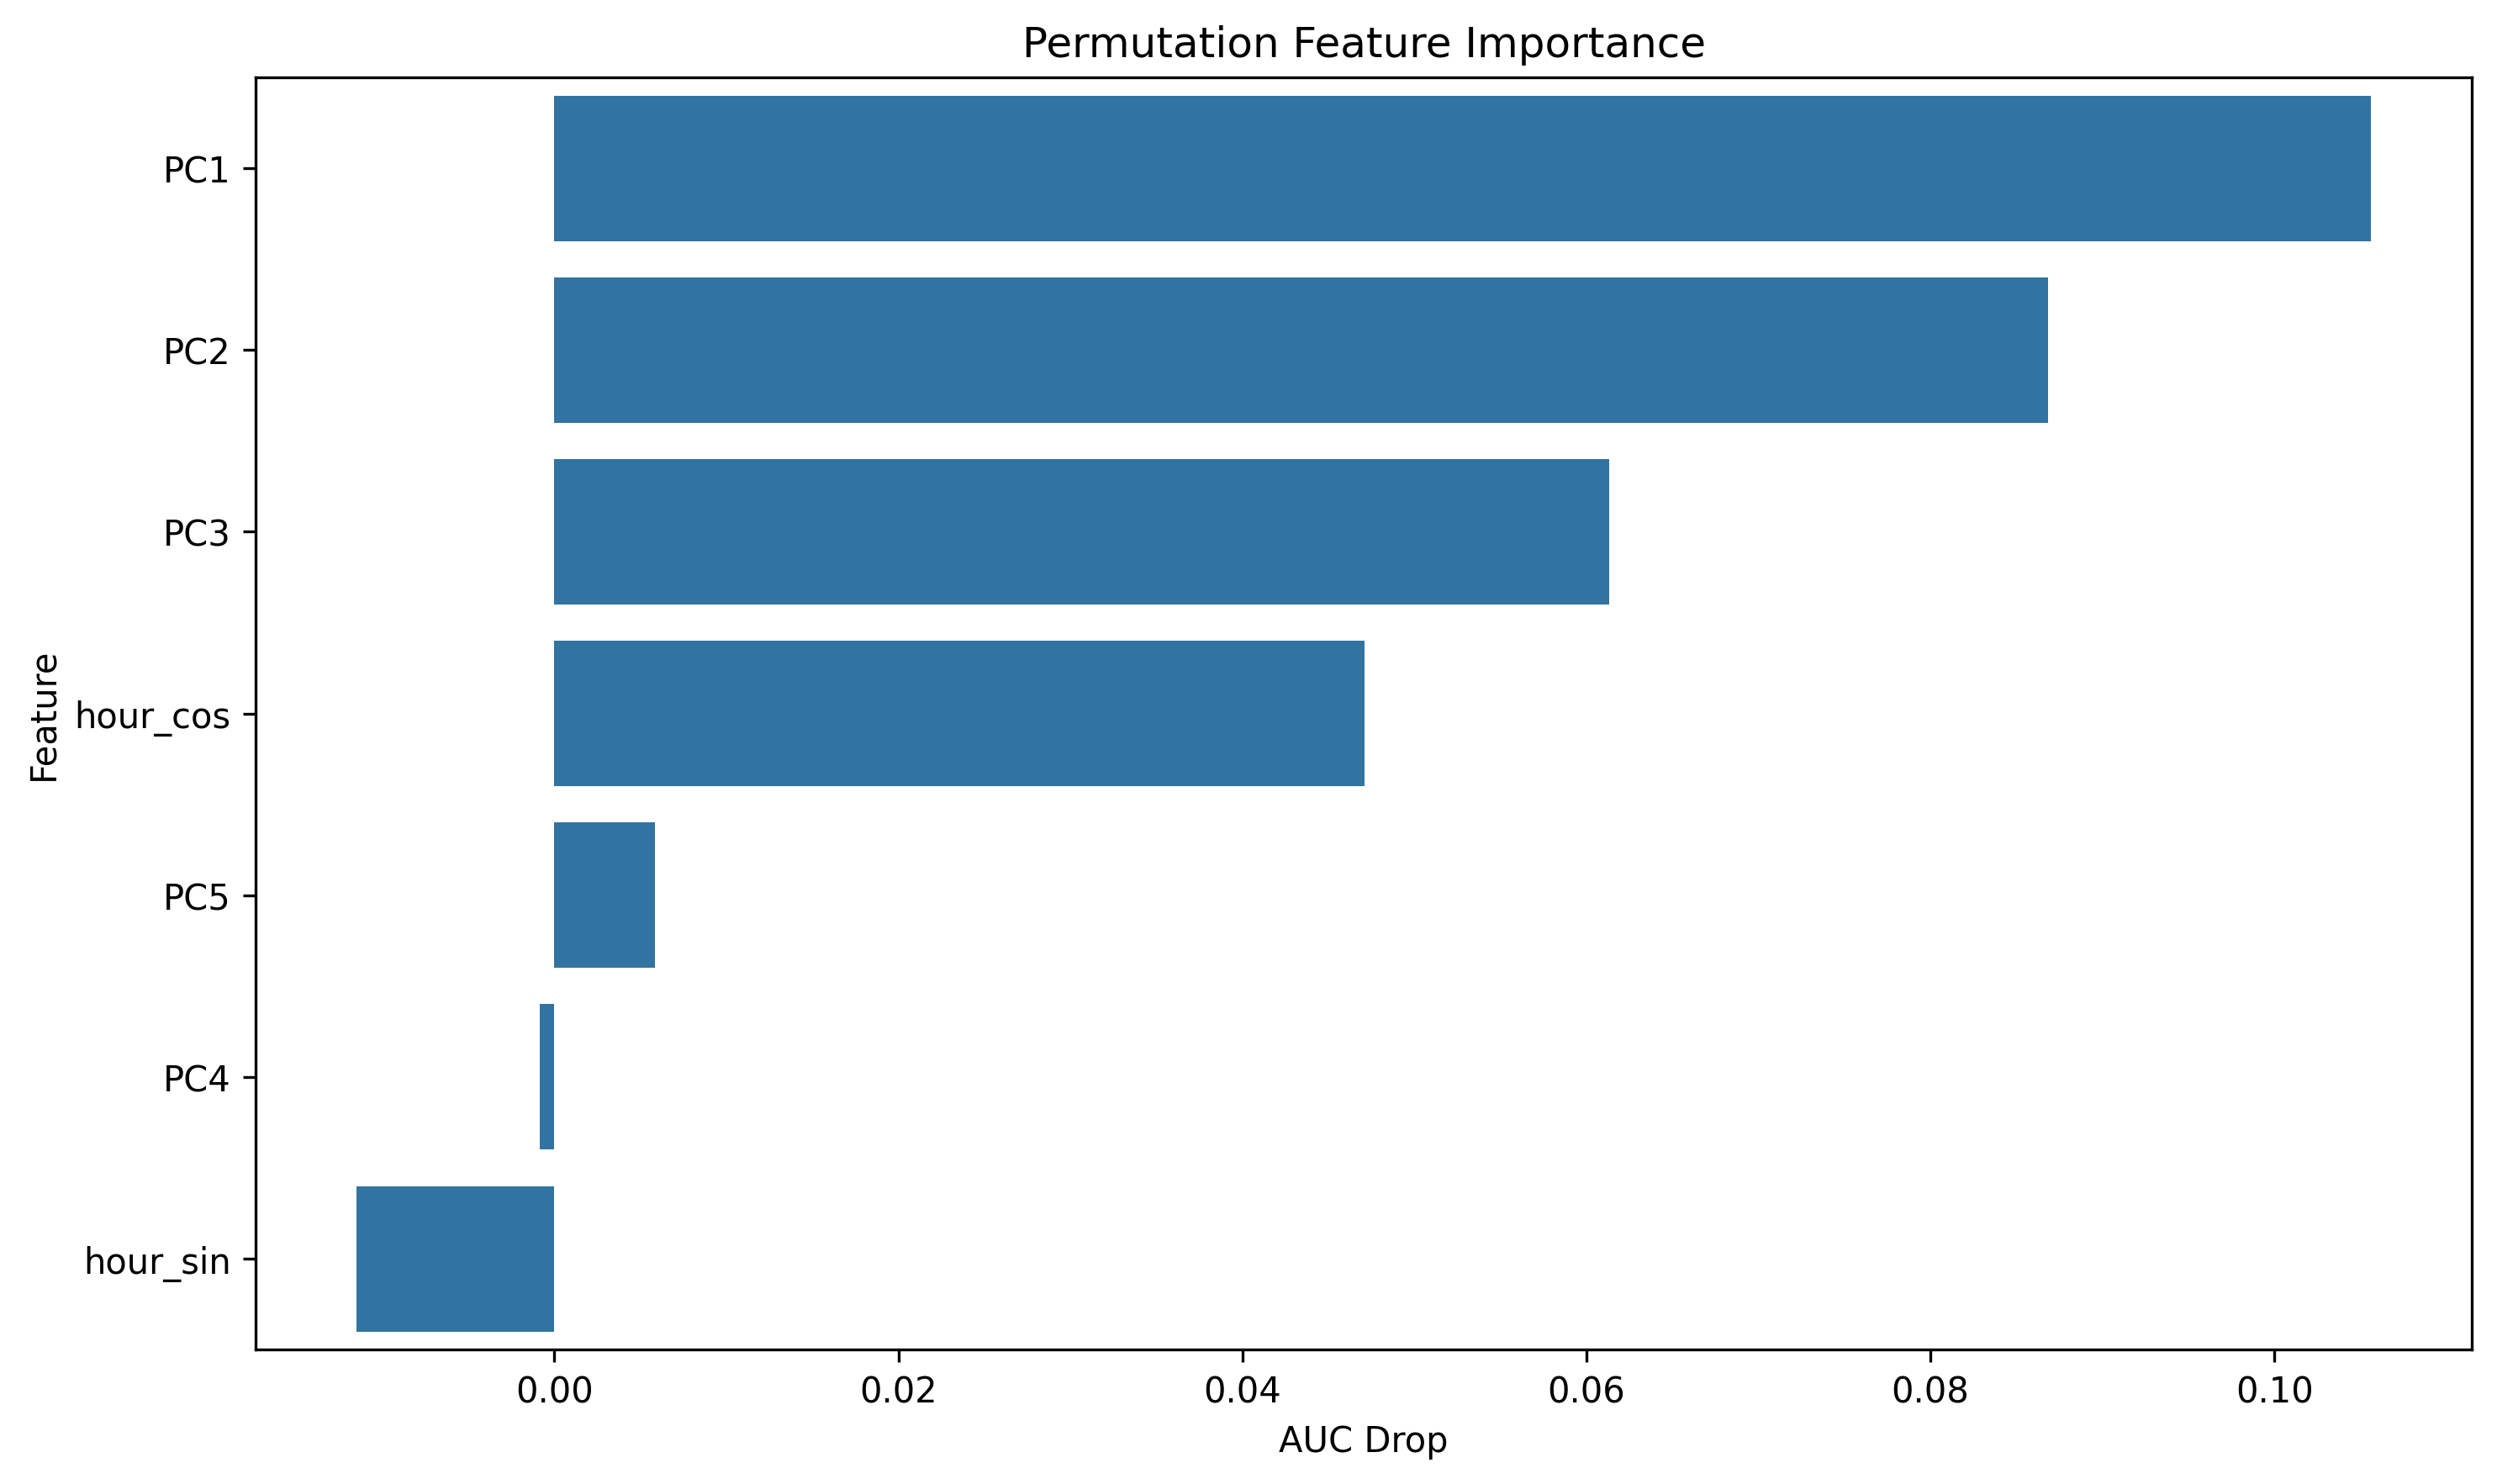 Permutation Feature Importance
Feature
PC1
PC2
PC3
hour_cos
PC5
PC4
hour_sin
0.00 0.02 0.04 0.06 0.08 0.10
AUC Drop